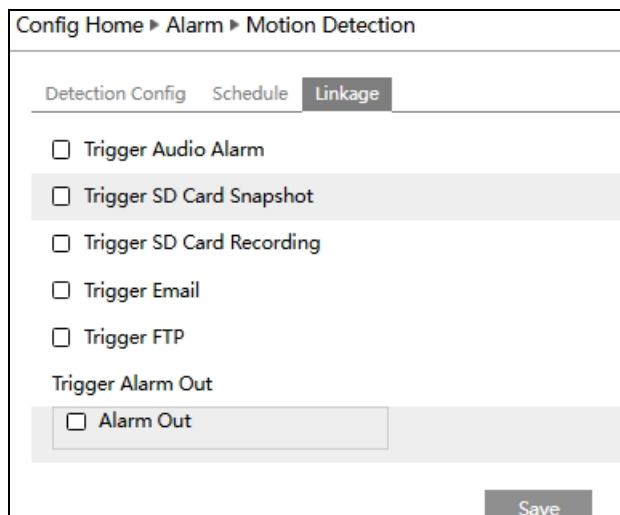 Config Home ▶ Alarm ▶ Motion Detection
Detection Config Schedule Linkage
Trigger Audio Alarm
Trigger SD Card Snapshot
Trigger SD Card Recording
Trigger Email
Trigger FTP
Trigger Alarm Out
Alarm Out
Save